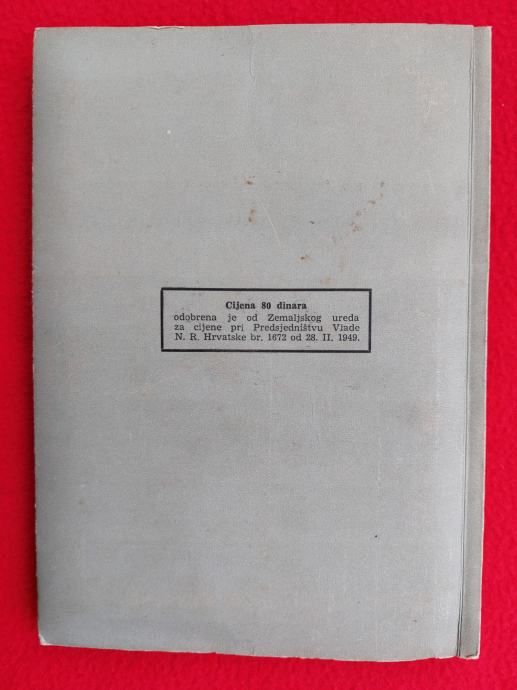 Cijena 80 dinara
odobrena je od Zemaljskog ureda
za cijene pri Predsjedništvu Vlade
N. R. Hrvatske br. 1672 od 28. II. 1949.